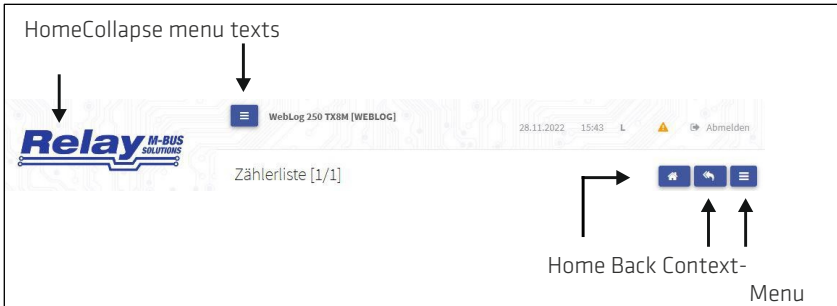 HomeCollapse menu texts
WebLog 250 TX8M [WEBLOG]
28.11.2022 15:43 L Abmelden
Relay M-BUS SOLUTIONS
Zählerliste [1/1]
Home Back Context-
Menu